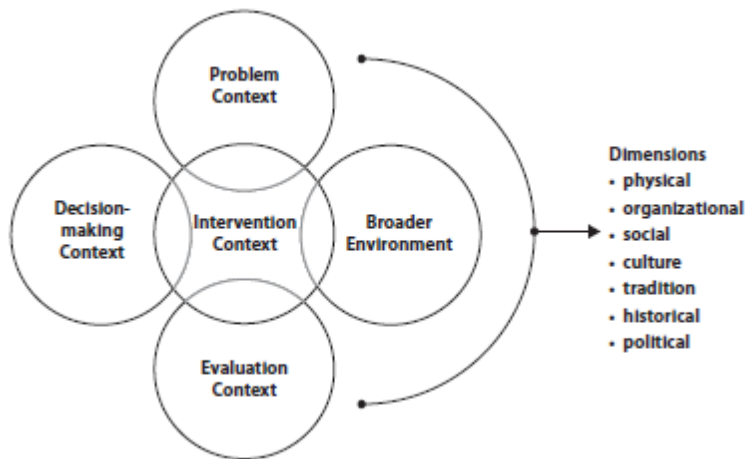 Problem
Context
Decision-
making
Context
Intervention
Context
Broader
Environment
Evaluation
Context
Dimensions
• physical
• organizational
• social
• culture
• tradition
• historical
• political